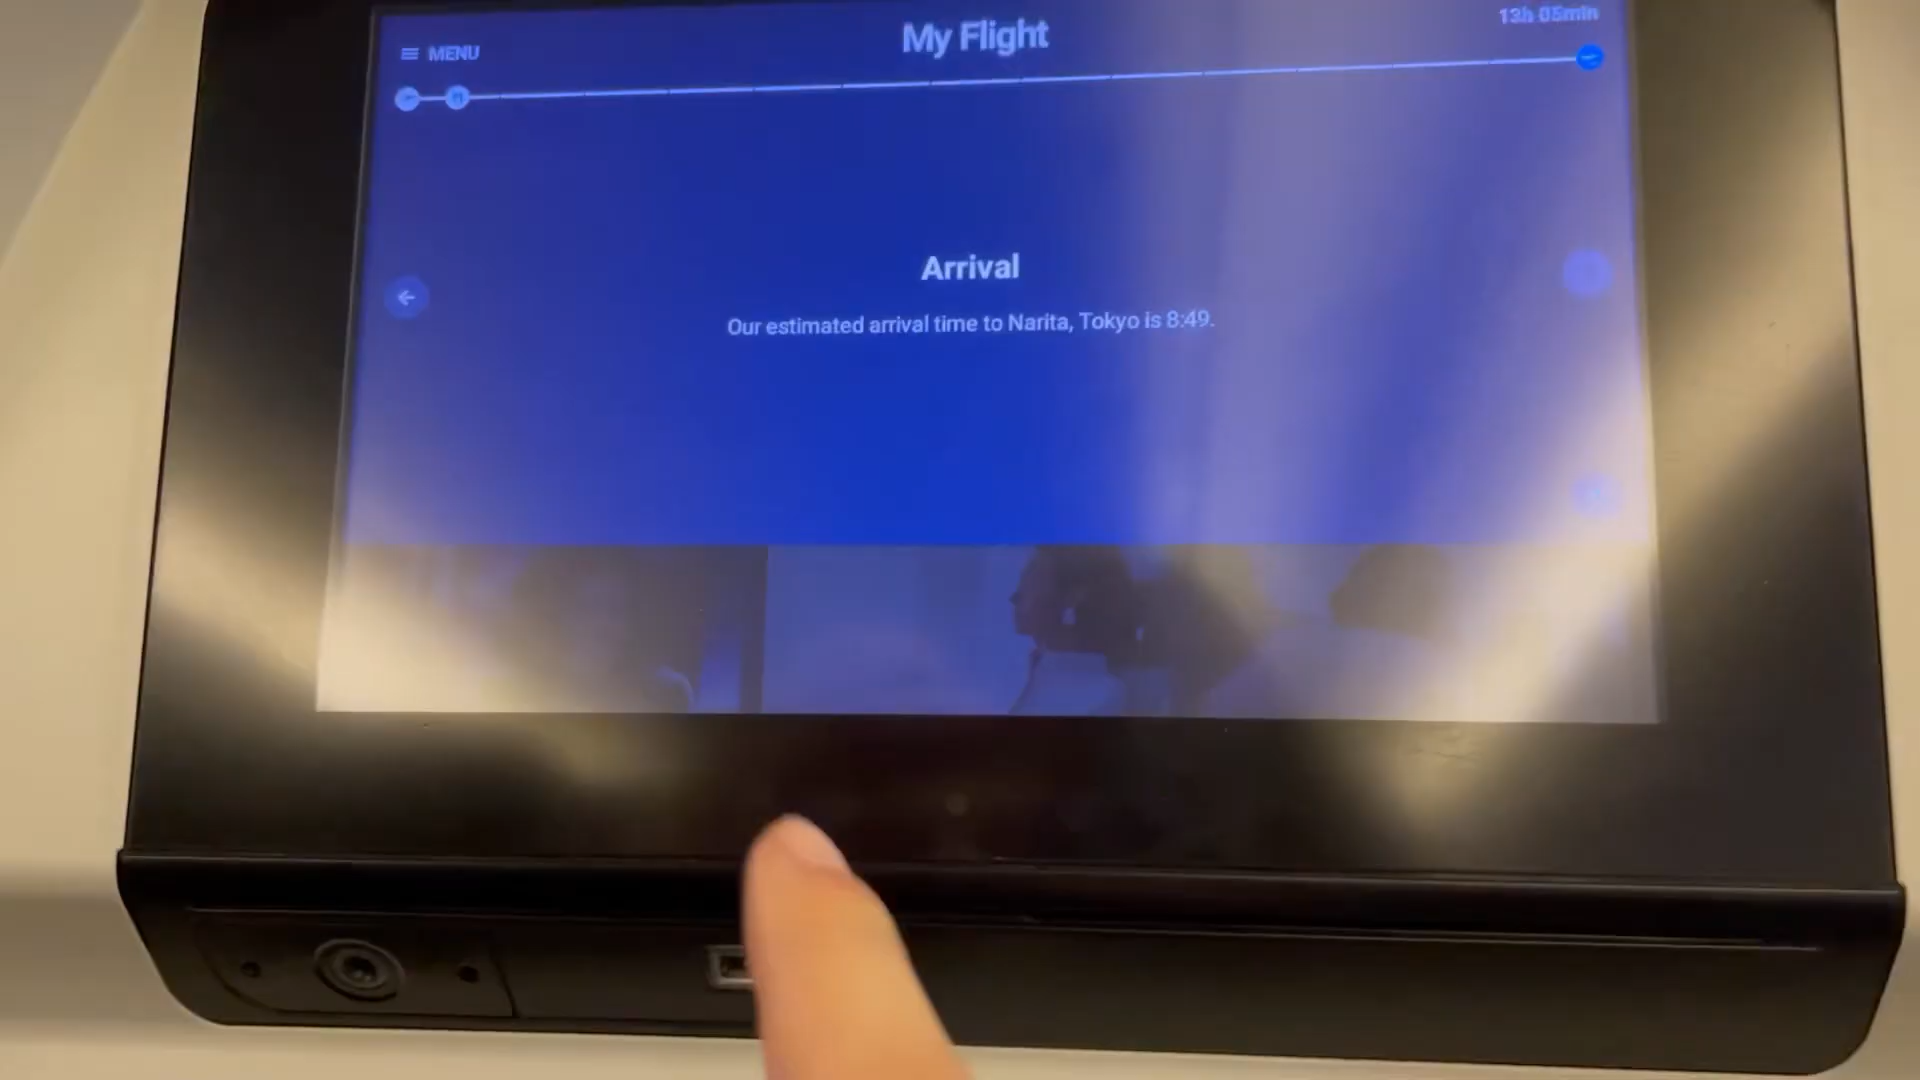 13h 05min
MENU
My Flight
Arrival
Our estimated arrival time to Narita, Tokyo is 8:49.